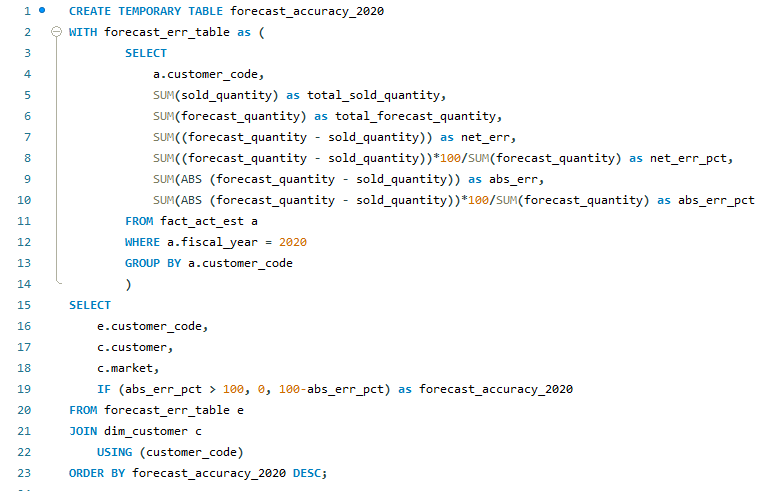 1 CREATE TEMPORARY TABLE forecast_accuracy_2020
2 WITH forecast_err_table as (
3 SELECT
4 a.customer_code,
5 SUM(sold_quantity) as total_sold_quantity,
6 SUM(forecast_quantity) as total_forecast_quantity,
7 SUM((forecast_quantity - sold_quantity)) as net_err,
8 SUM((forecast_quantity - sold_quantity))*100/SUM(forecast_quantity) as net_err_pct,
9 SUM(ABS (forecast_quantity - sold_quantity)) as abs_err,
10 SUM(ABS (forecast_quantity - sold_quantity))*100/SUM(forecast_quantity) as abs_err_pct
11 FROM fact_act_est a
12 WHERE a.fiscal_year = 2020
13 GROUP BY a.customer_code
14 )
15 SELECT
16 e.customer_code,
17 c.customer,
18 c.market,
19 IF (abs_err_pct > 100, 0, 100-abs_err_pct) as forecast_accuracy_2020
20 FROM forecast_err_table e
21 JOIN dim_customer c
22 USING (customer_code)
23 ORDER BY forecast_accuracy_2020 DESC;